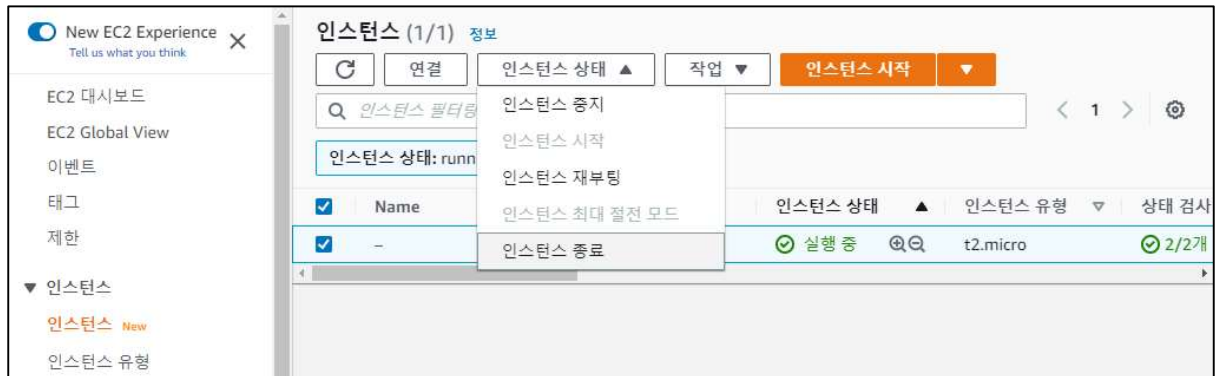 New EC2 Experience
Tell us what you think
EC2 대시보드
EC2 Global View
이벤트
태그
제한
인스턴스
인스턴스 New
인스턴스 유형
인스턴스 (1/1) 정보
연결 인스턴스 상태 작업 인스턴스 시작
인스턴스 필터링
1
인스턴스 중지
인스턴스 시작
인스턴스 재부팅
인스턴스 최대 절전 모드
인스턴스 종료
인스턴스 상태: runn
Name 인스턴스 상태 인스턴스 유형 상태 검사
– 실행 중 t2.micro 2/2개